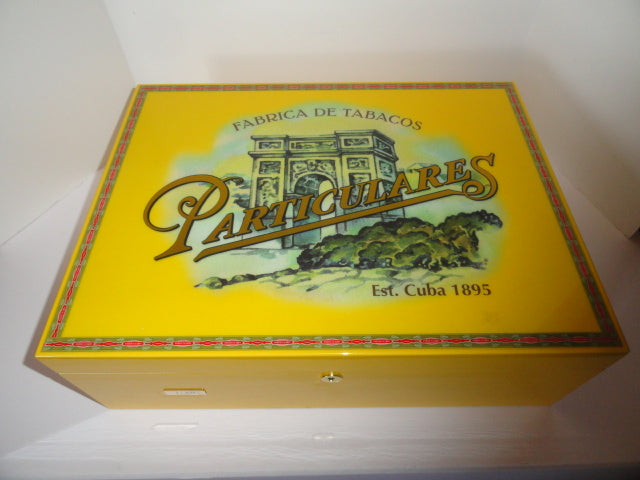 FABRICA DE TABACOS
PARTICULARES
Est. Cuba 1895